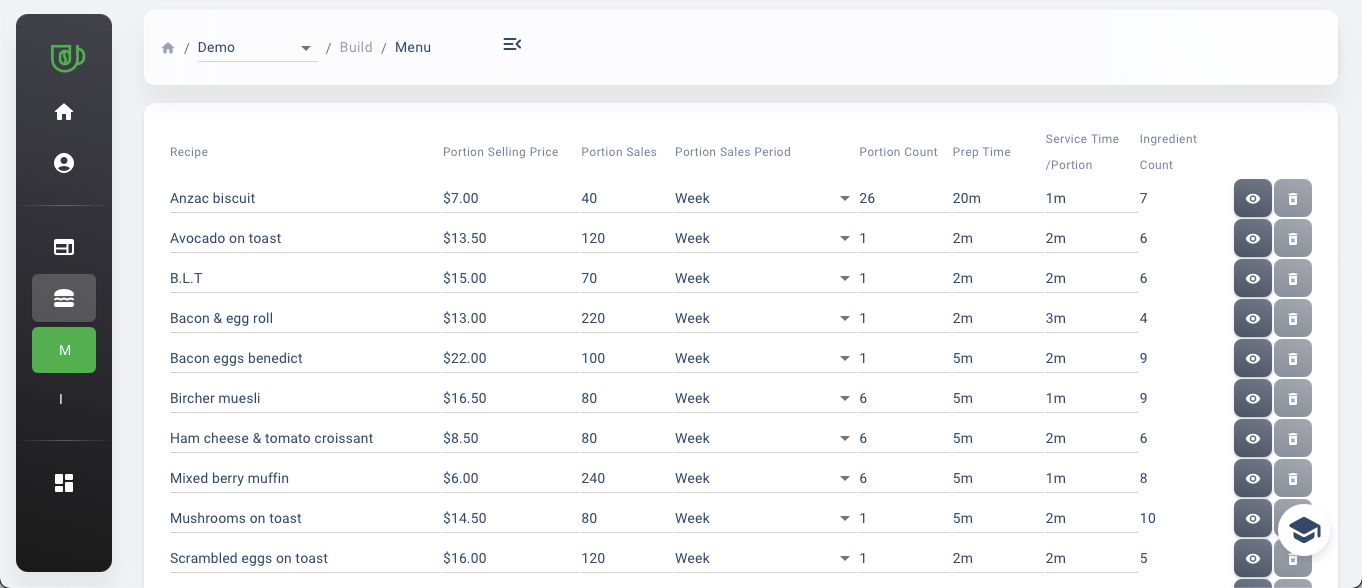 / Demo / Build / Menu
Recipe Portion Selling Price Portion Sales Portion Sales Period Portion Count Prep Time Service Time /Portion Ingredient Count
Anzac biscuit $7.00 40 Week 26 20m 1m 7
Avocado on toast $13.50 120 Week 1 2m 2m 6
B.L.T $15.00 70 Week 1 2m 2m 6
Bacon & egg roll $13.00 220 Week 1 2m 3m 4
M
Bacon eggs benedict $22.00 100 Week 1 5m 2m 9
I
Bircher muesli $16.50 80 Week 6 5m 1m 9
Ham cheese & tomato croissant $8.50 80 Week 6 5m 2m 6
Mixed berry muffin $6.00 240 Week 6 5m 1m 8
Mushrooms on toast $14.50 80 Week 1 5m 2m 10
Scrambled eggs on toast $16.00 120 Week 1 2m 2m 5